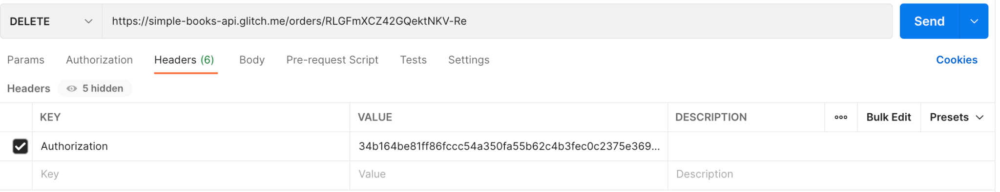 DELETE https://simple-books-api.glitch.me/orders/RLGFmXCZ42GQektNKV-Re Send
Params Authorization Headers (6) Body Pre-request Script Tests Settings Cookies
Headers 5 hidden
KEY VALUE DESCRIPTION ooo Bulk Edit Presets
Authorization 34b164be81ff86fccc54a350fa55b62c4b3fec0c2375e369...
Key Value Description